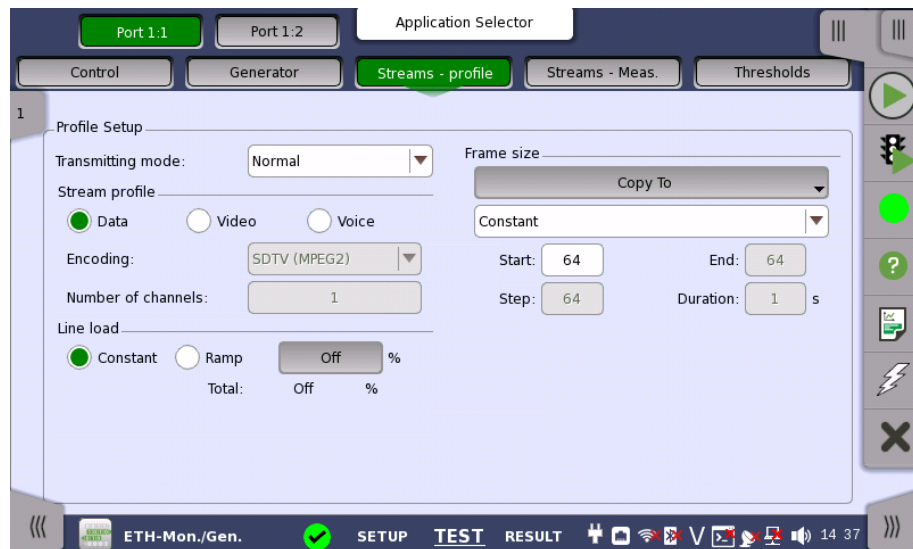 Port 1:1 Port 1:2 Application Selector
Control Generator Streams - profile Streams - Meas. Thresholds
1
Profile Setup
Transmitting mode: Normal
Stream profile
Data Video Voice
Encoding: SDTV (MPEG2)
Number of channels: 1
Line load
Constant Ramp Off %
Total: Off %
Frame size
Copy To
Constant
Start: 64 End: 64
Step: 64 Duration: 1 s
ETH-Mon./Gen. SETUP TEST RESULT 14 37